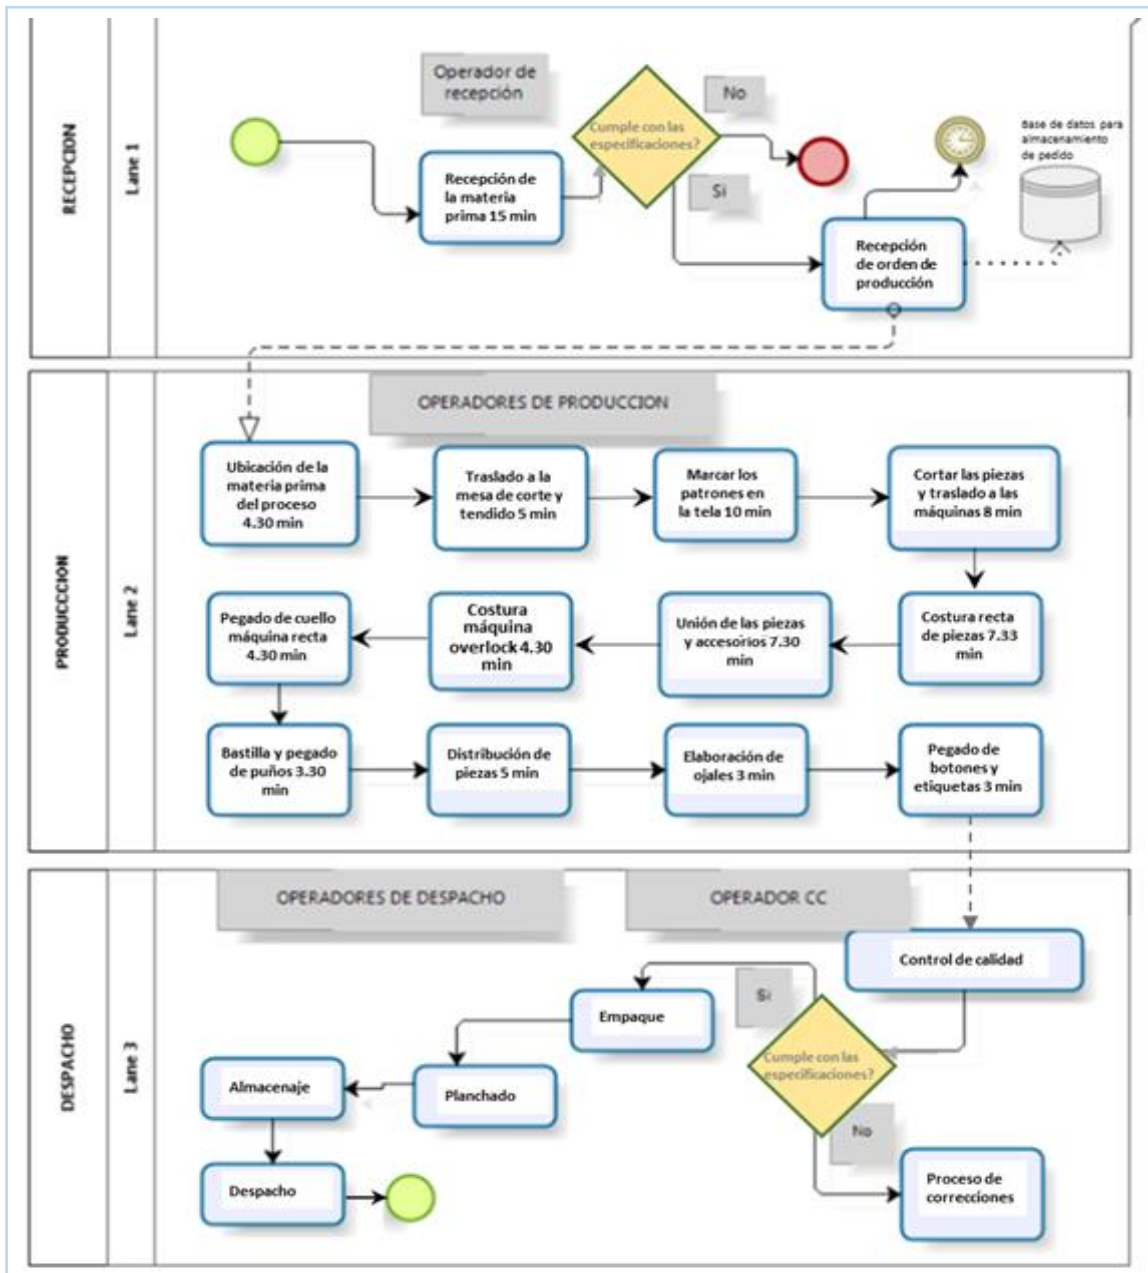 RECEPCION
Lane 1
Operador de
recepción
Recepción de
la materia
prima 15 min
Cumple con las
especificaciones?
No
Si
Recepción
de orden de
producción
Base de datos para
almacenamiento
de pedido
PRODUCCCION
Lane 2
OPERADORES DE PRODUCCION
Ubicación de la
materia prima
del proceso
4.30 min
Traslado a la
mesa de corte y
tendido 5 min
Marcar los
patrones en
la tela 10 min
Cortar las piezas
y traslado a las
máquinas 8 min
Costura recta
de piezas 7.33
min
Unión de las piezas
y accesorios 7.30
min
Costura
máquina
overlock 4.30
min
Pegado de cuello
máquina recta
4.30 min
Bastilla y pegado
de puños 3.30
min
Distribución de
piezas 5 min
Elaboración de
ojales 3 min
Pegado de
botones y
etiquetas 3 min
DESPACHO
Lane 3
OPERADORES DE DESPACHO
OPERADOR CC
Control de calidad
Cumple con las
especificaciones?
Si
No
Empaque
Planchado
Almacenaje
Despacho
Proceso de
correcciones